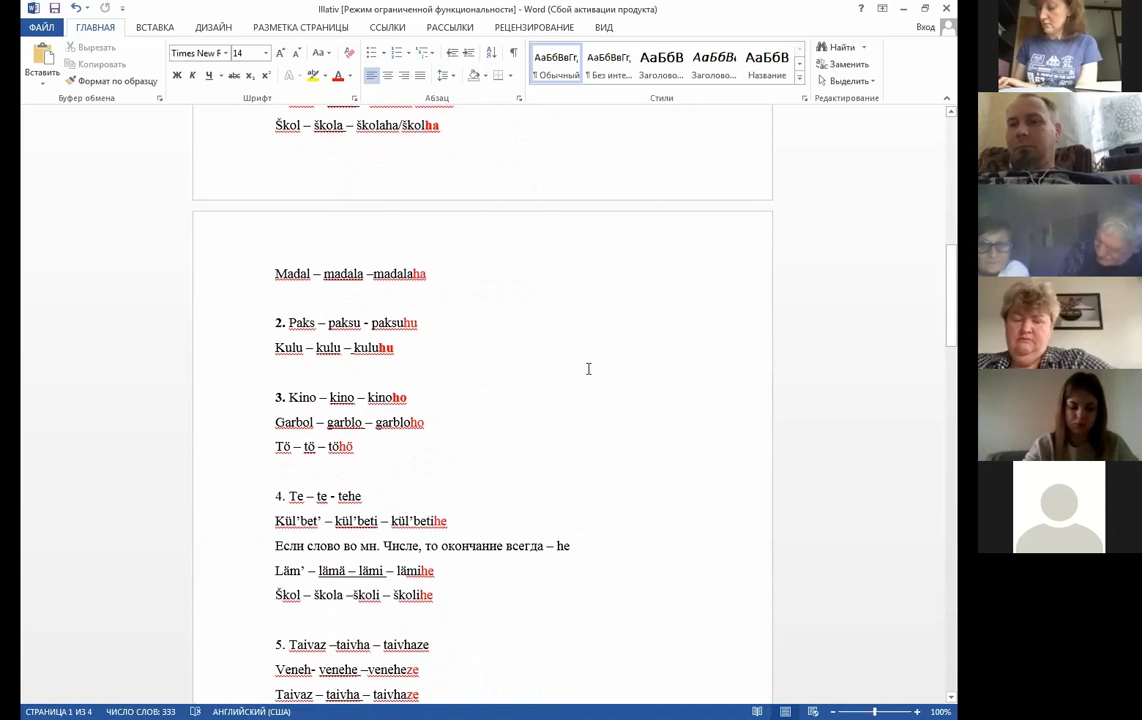 Illativ [Режим ограниченной функциональности] - Word (Сбой активации продукта)
ФАЙЛ ГЛАВНАЯ ВСТАВКА ДИЗАЙН РАЗМЕТКА СТРАНИЦЫ ССЫЛКИ РАССЫЛКИ РЕЦЕНЗИРОВАНИЕ ВИД Вход
Вставить
Вырезать
Копировать
Формат по образцу
Буфер обмена
Times New F 14
Ж К Ч abc x₂ x²
Шрифт
Абзац
АаБбВвГг, АаБбВвГг, АаБбВ АаБбВв АаБбВ
¶ Обычный ¶ Без инте... Заголово... Заголово... Название
Стили
Найти
Заменить
Выделить
Редактирование
Škol – škola – školaha/školha
Madal – madala –madalaha
2. Paks – paksu - paksuhu
Kulu – kulu – kuluhu
3. Kino – kino – kinoho
Garbol – garblo – garbloho
Tö – tö – töhö
4. Te – te - tehe
Kül’bet’ – kül’beti – kül’betihe
Если слово во мн. Числе, то окончание всегда – he
Läm’ – lämä – lämi – lämihe
Škol – škola –školi – školihe
5. Taivaz –taivha – taivhaze
Veneh- venehe –veneheze
Taivaz – taivha – taivhaze
СТРАНИЦА 1 ИЗ 4 ЧИСЛО СЛОВ: 333 АНГЛИЙСКИЙ (США) 100%